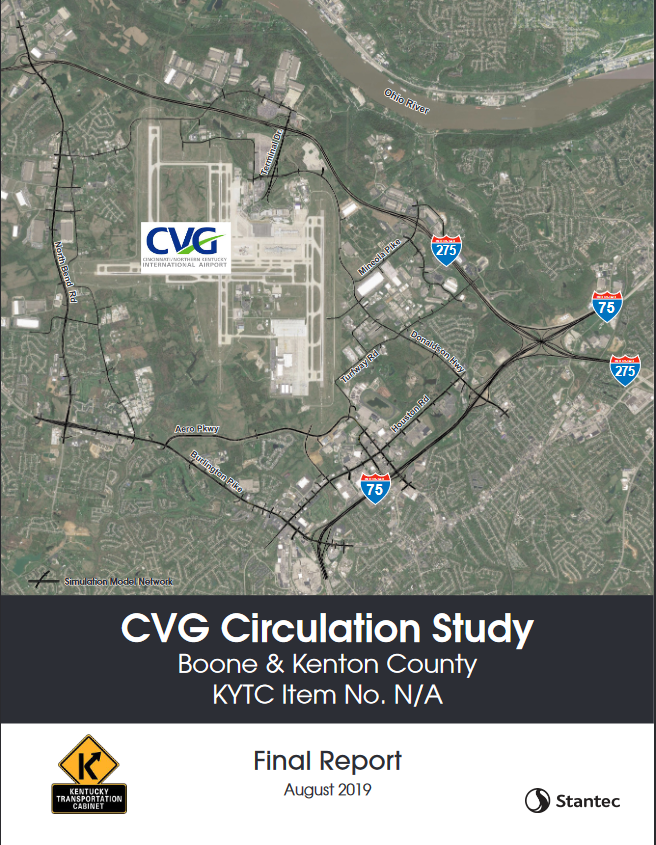 Ohio River
Terminal Dr.
CVG
CINCINNATI/NORTHERN KENTUCKY
INTERNATIONAL AIRPORT
North Bend Rd
Mineola Pike
275
75
275
Donaldson Hwy
Turfway Rd
Houston Rd
Aero Pkwy
Burlington Pike
75
Simulation Model Network
CVG Circulation Study
Boone & Kenton County
KYTC Item No. N/A
K
KENTUCKY
TRANSPORTATION
CABINET
Final Report
August 2019
Stantec